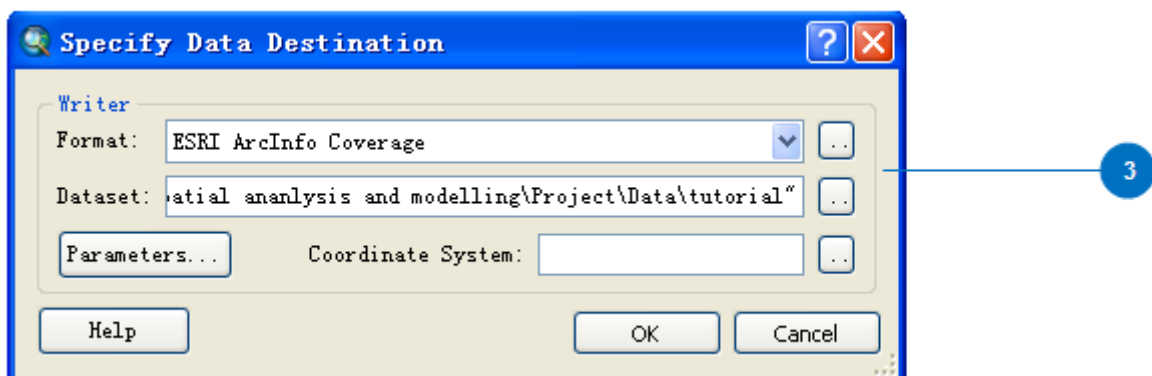 Specify Data Destination
Writer
Format: ESRI ArcInfo Coverage ..
Dataset: atial ananlysis and modelling\Project\Data\tutorial" ..
3
Parameters... Coordinate System: ..
Help OK Cancel